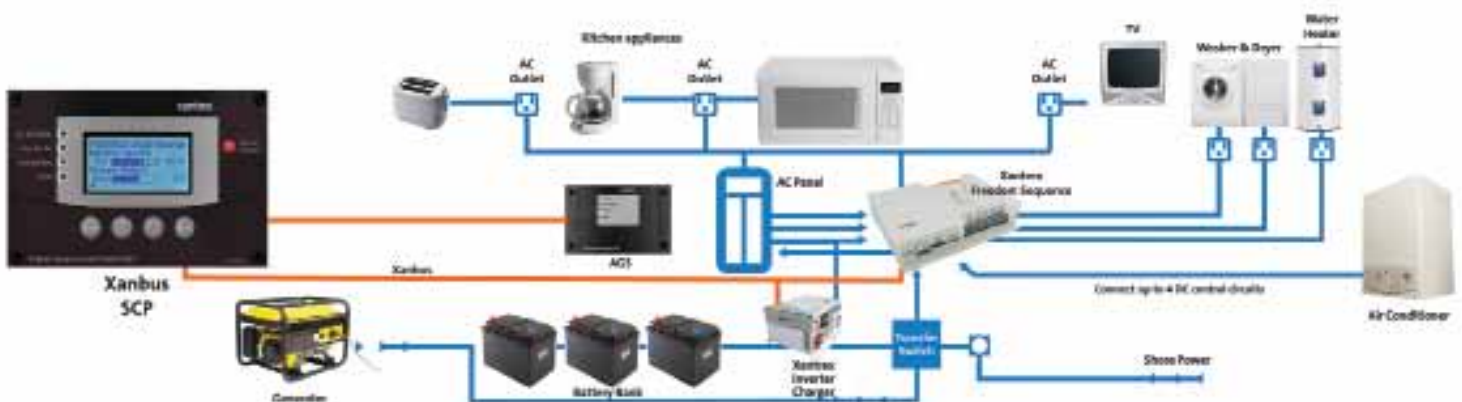 Kitchen appliances
AC
Outlet
AC
Outlet
AC
Outlet
TV
Washer & Dryer
Water
Heater
AC Panel
Xantrex
Freedom Sequence
AGS
Xanbus
SCP
Xanbus
Connect up to 4 DC control circuits
Air Conditioner
Generator
Battery Bank
Xantrex
Inverter
Charger
Transfer
Switch
Shore Power